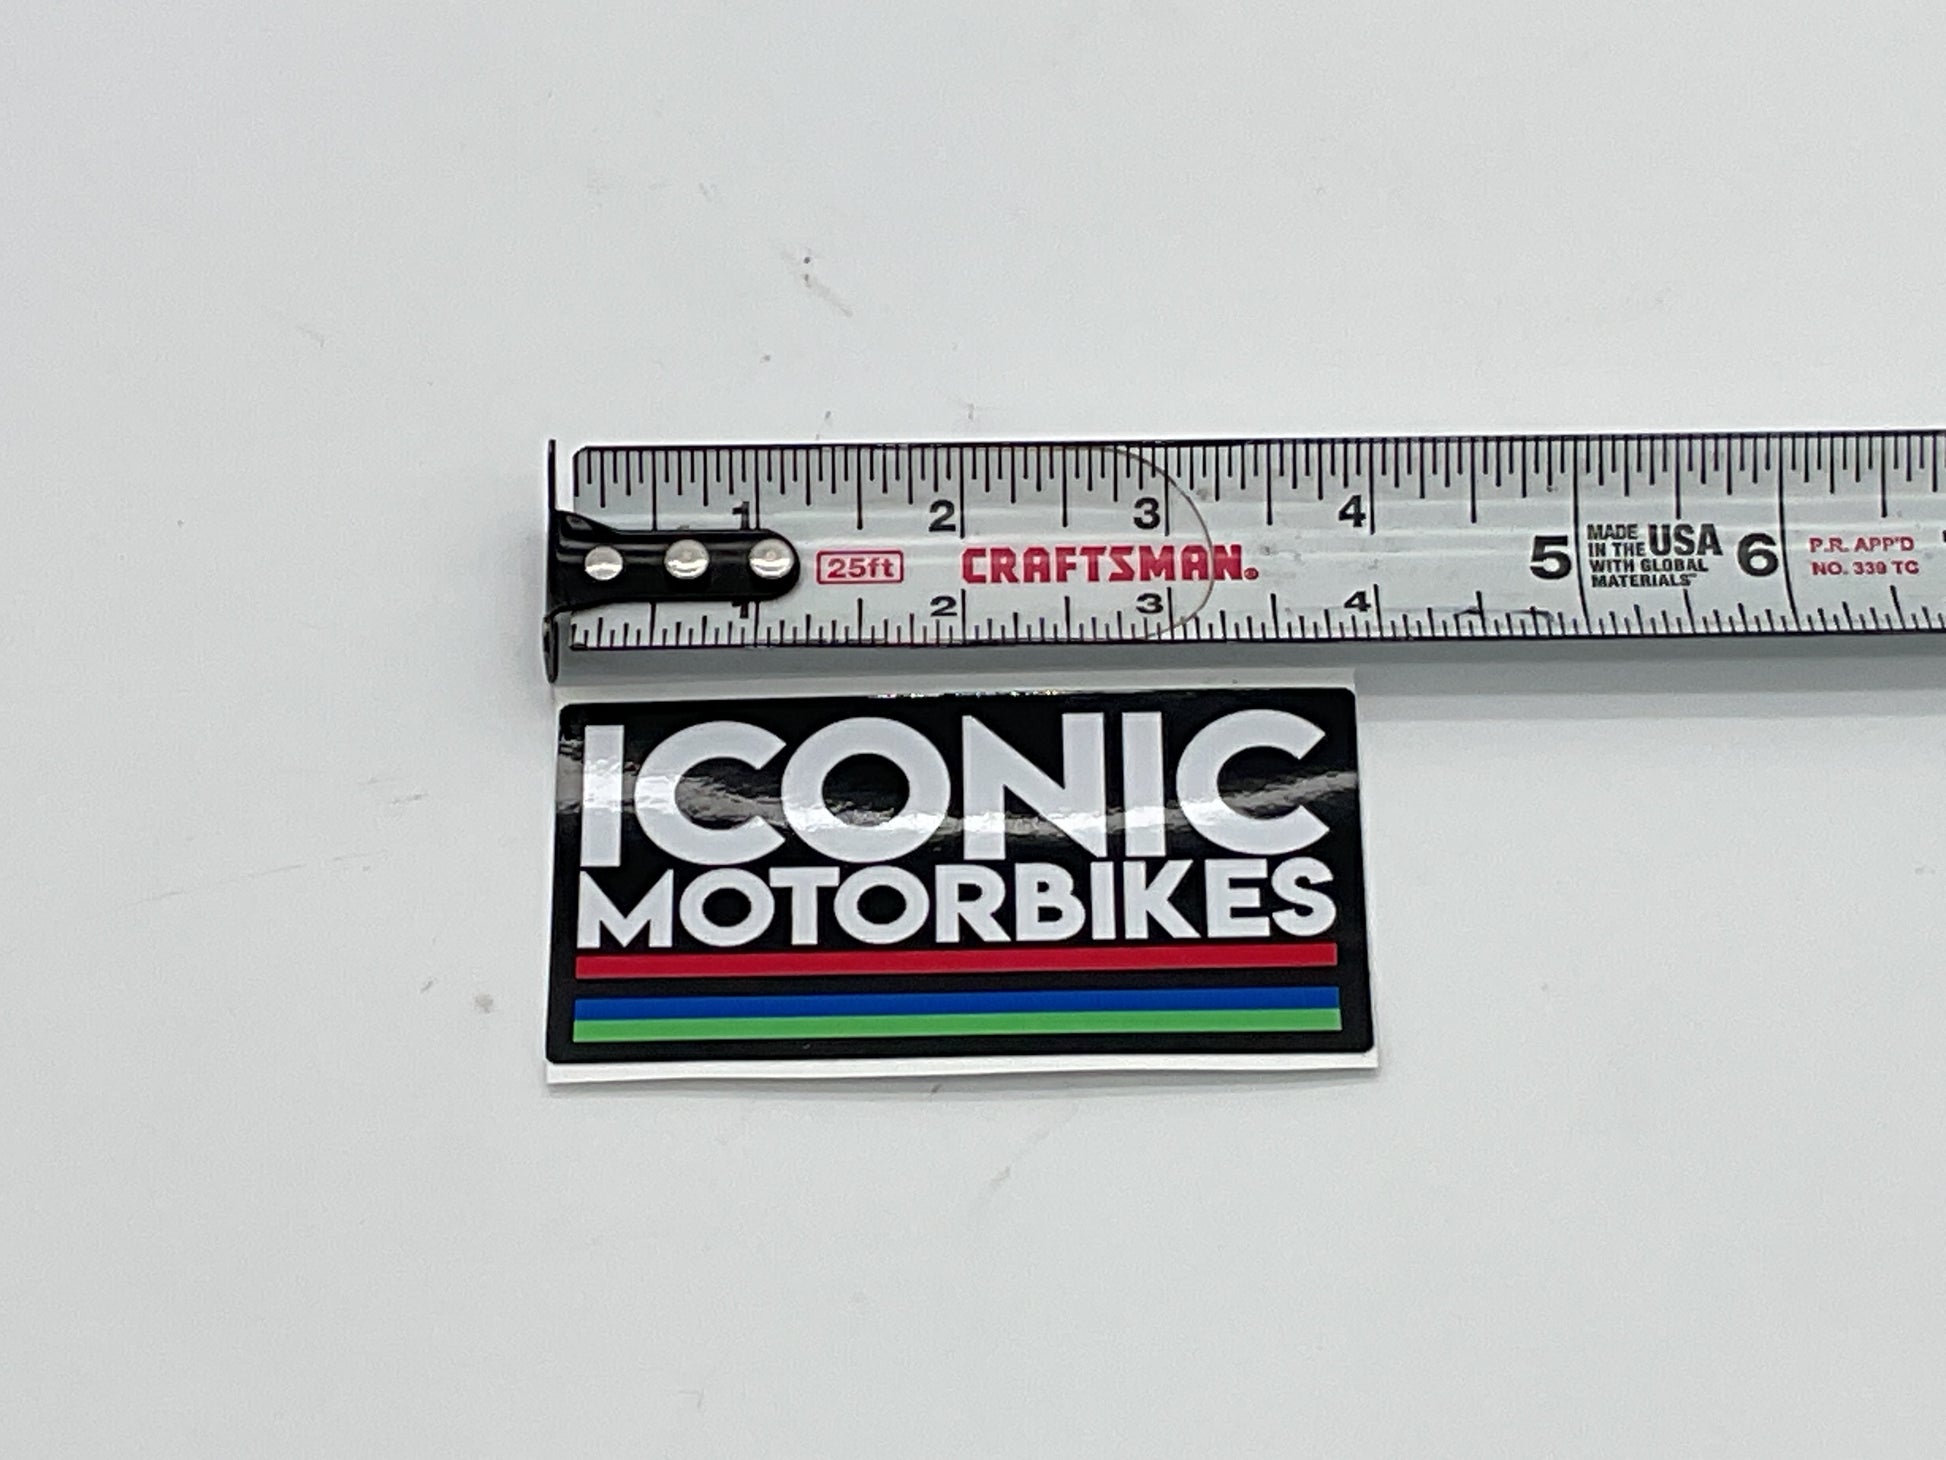 1 2 3 4
25ft CRAFTSMAN. 5 MADE IN THE USA WITH GLOBAL MATERIALS™ 6 P.R. APP'D NO. 339 TC
1 2 3 4
ICONIC
MOTORBIKES